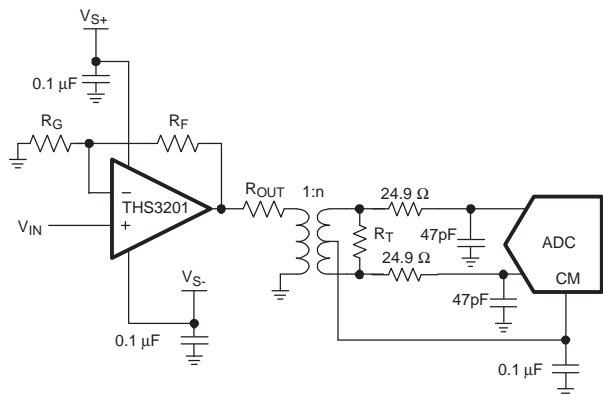 VS+
0.1 µF
RG
RF
THS3201
−
+
VIN
ROUT
1:n
24.9 Ω
RT
24.9 Ω
47pF
47pF
ADC
CM
VS-
0.1 µF
0.1 µF